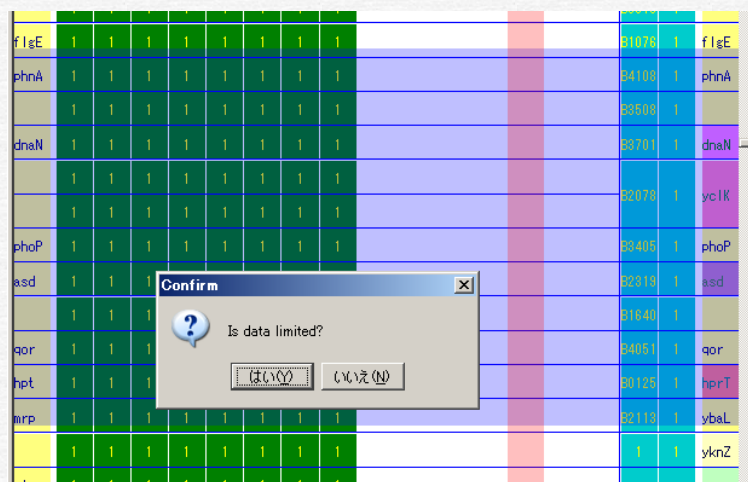 flgE 1 1 1 1 1 1 1 1 B1076 1 flgE
phnA 1 1 1 1 1 1 1 1 B4108 1 phnA
1 1 1 1 1 1 1 1 B3508 1
dnaN 1 1 1 1 1 1 1 1 B3701 1 dnaN
1 1 1 1 1 1 1 1
B2078 1 yclK
1 1 1 1 1 1 1 1
phoP 1 1 1 1 1 1 1 1 B3405 1 phoP
asd 1 1 1 B2319 1 asd
Confirm
Is data limited?
はい(Y) いいえ(N)
1 1 1 B1640 1
qor 1 1 1 B4051 1 qor
hpt 1 1 1 B0125 1 hprT
mrp 1 1 1 1 1 1 1 1 B2113 1 ybaL
1 1 1 1 1 1 1 1 1 1 yknZ